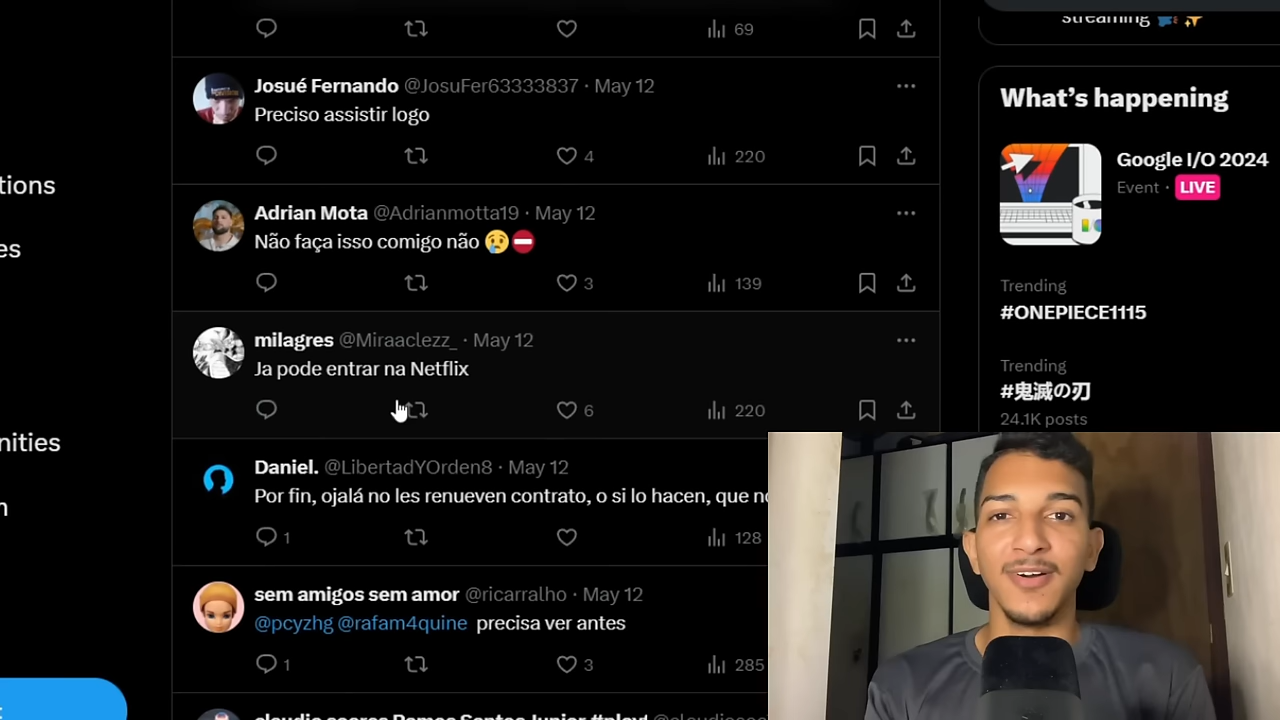 69
streaming
Josué Fernando @JosuFer63333837 · May 12
Preciso assistir logo
4 220
What's happening
Google I/O 2024
Event · LIVE
tions
Adrian Mota @Adrianmotta19 · May 12
Não faça isso comigo não 😢⛔
3 139
es
Trending
#ONEPIECE1115
milagres @Miraaclezz_ · May 12
Ja pode entrar na Netflix
6 220
Trending
#鬼滅の刃
24.1K posts
nities
Daniel. @LibertadYOrden8 · May 12
Por fin, ojalá no les renueven contrato, o si lo hacen, que
1 128
n
sem amigos sem amor @ricarralho · May 12
@pcyzhg @rafam4quine precisa ver antes
1 3 285